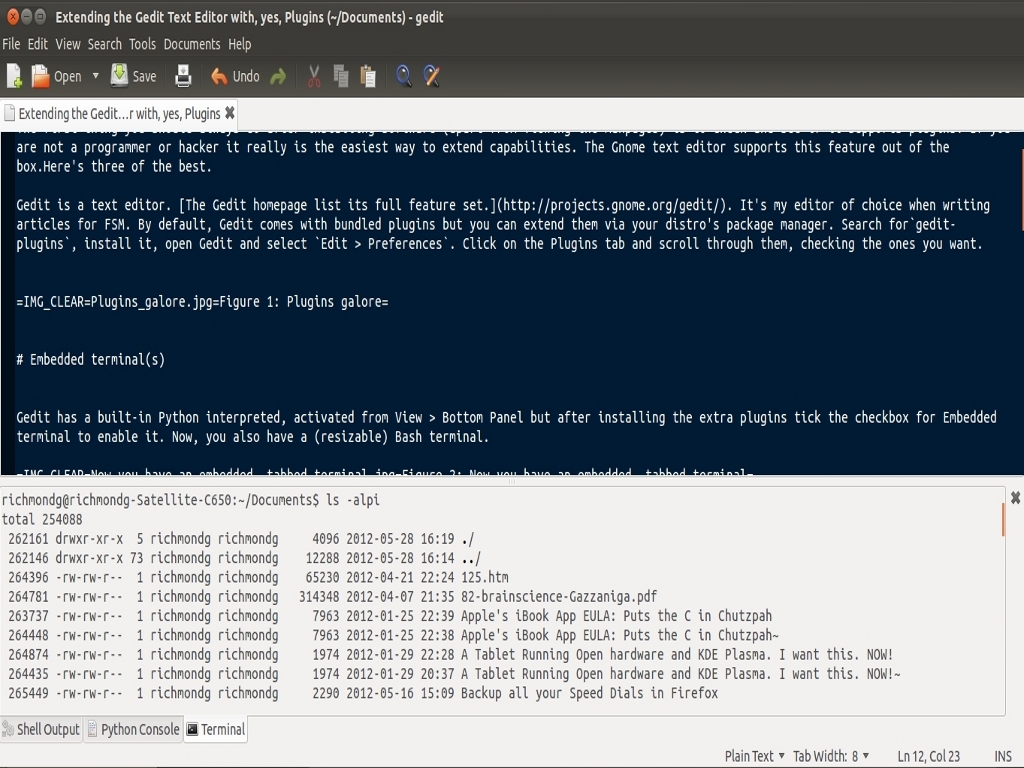 Extending the Gedit Text Editor with, yes, Plugins (~/Documents) - gedit
File Edit View Search Tools Documents Help
Open Save Undo
Extending the Gedit...r with, yes, Plugins
are not a programmer or hacker it really is the easiest way to extend capabilities. The Gnome text editor supports this feature out of the
box.Here's three of the best.
Gedit is a text editor. [The Gedit homepage list its full feature set.](http://projects.gnome.org/gedit/). It's my editor of choice when writing
articles for FSM. By default, Gedit comes with bundled plugins but you can extend them via your distro's package manager. Search for`gedit-
plugins`, install it, open Gedit and select `Edit > Preferences`. Click on the Plugins tab and scroll through them, checking the ones you want.
=IMG_CLEAR=Plugins_galore.jpg=Figure 1: Plugins galore=
# Embedded terminal(s)
Gedit has a built-in Python interpreted, activated from View > Bottom Panel but after installing the extra plugins tick the checkbox for Embedded
terminal to enable it. Now, you also have a (resizable) Bash terminal.
=IMG_CLEAR=Now you have an embedded, tabbed terminal.jpg=Figure 2: Now you have an embedded, tabbed terminal=
richmondg@richmondg-Satellite-C650:~/Documents$ ls -alpi
total 254088
262161 drwxr-xr-x 5 richmondg richmondg 4096 2012-05-28 16:19 ./
262146 drwxr-xr-x 73 richmondg richmondg 12288 2012-05-28 16:14 ../
264396 -rw-rw-r-- 1 richmondg richmondg 65230 2012-04-21 22:24 125.htm
264781 -rw-rw-r-- 1 richmondg richmondg 314348 2012-04-07 21:35 82-brainscience-Gazzaniga.pdf
263737 -rw-rw-r-- 1 richmondg richmondg 7963 2012-01-25 22:39 Apple's iBook App EULA: Puts the C in Chutzpah
264448 -rw-rw-r-- 1 richmondg richmondg 7963 2012-01-25 22:38 Apple's iBook App EULA: Puts the C in Chutzpah~
264874 -rw-rw-r-- 1 richmondg richmondg 1974 2012-01-29 22:28 A Tablet Running Open hardware and KDE Plasma. I want this. NOW!
264435 -rw-rw-r-- 1 richmondg richmondg 1974 2012-01-29 20:37 A Tablet Running Open hardware and KDE Plasma. I want this. NOW!~
265449 -rw-rw-r-- 1 richmondg richmondg 2290 2012-05-16 15:09 Backup all your Speed Dials in Firefox
Shell Output Python Console Terminal
Plain Text Tab Width: 8 Ln 12, Col 23 INS